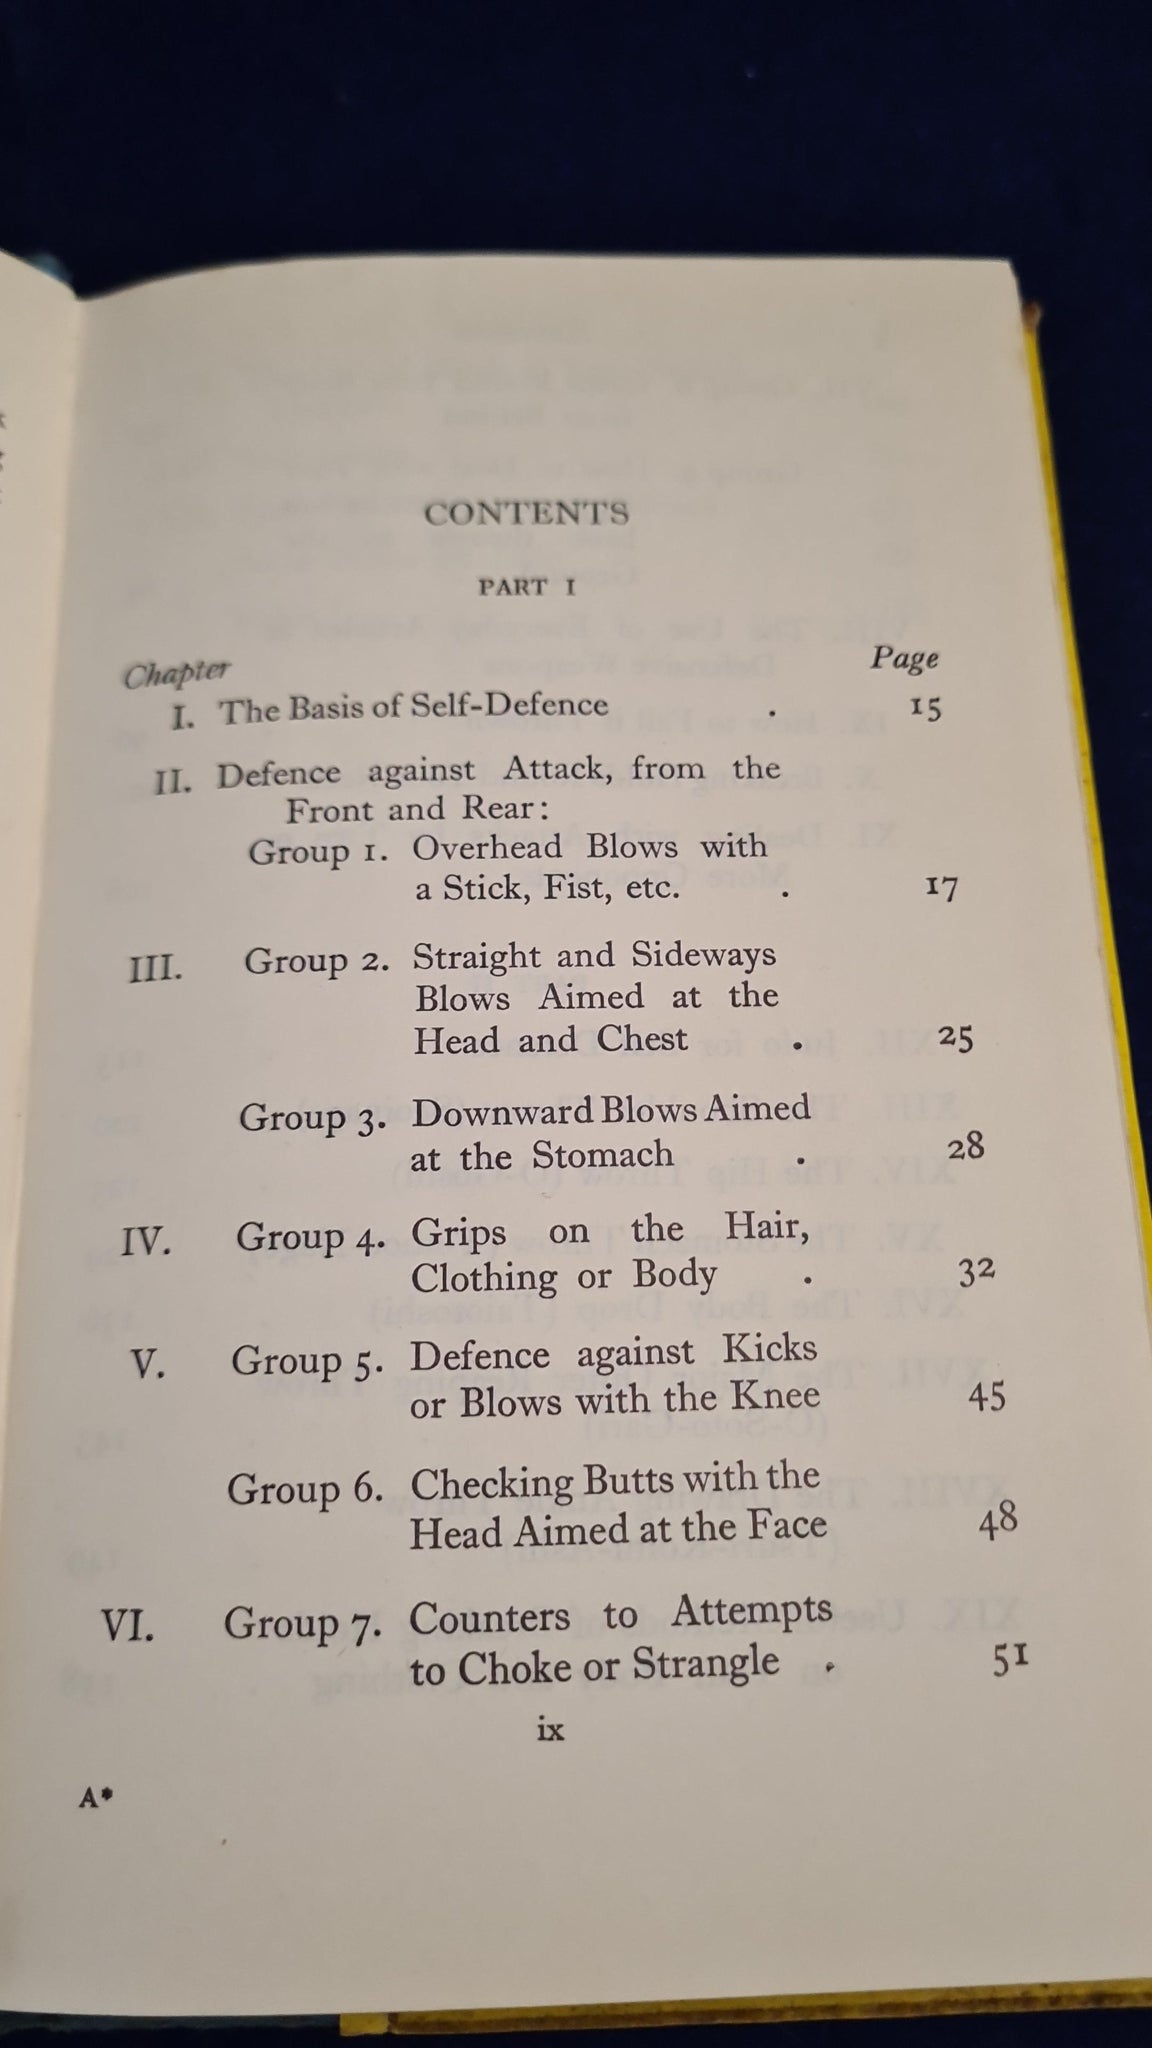 CONTENTS
PART I
Chapter Page
I. The Basis of Self-Defence . 15
II. Defence against Attack, from the
Front and Rear:
Group 1. Overhead Blows with
a Stick, Fist, etc. . 17
III. Group 2. Straight and Sideways
Blows Aimed at the
Head and Chest . 25
Group 3. Downward Blows Aimed
at the Stomach . 28
IV. Group 4. Grips on the Hair,
Clothing or Body . 32
V. Group 5. Defence against Kicks
or Blows with the Knee 45
Group 6. Checking Butts with the
Head Aimed at the Face 48
VI. Group 7. Counters to Attempts
to Choke or Strangle . 51
ix
A*